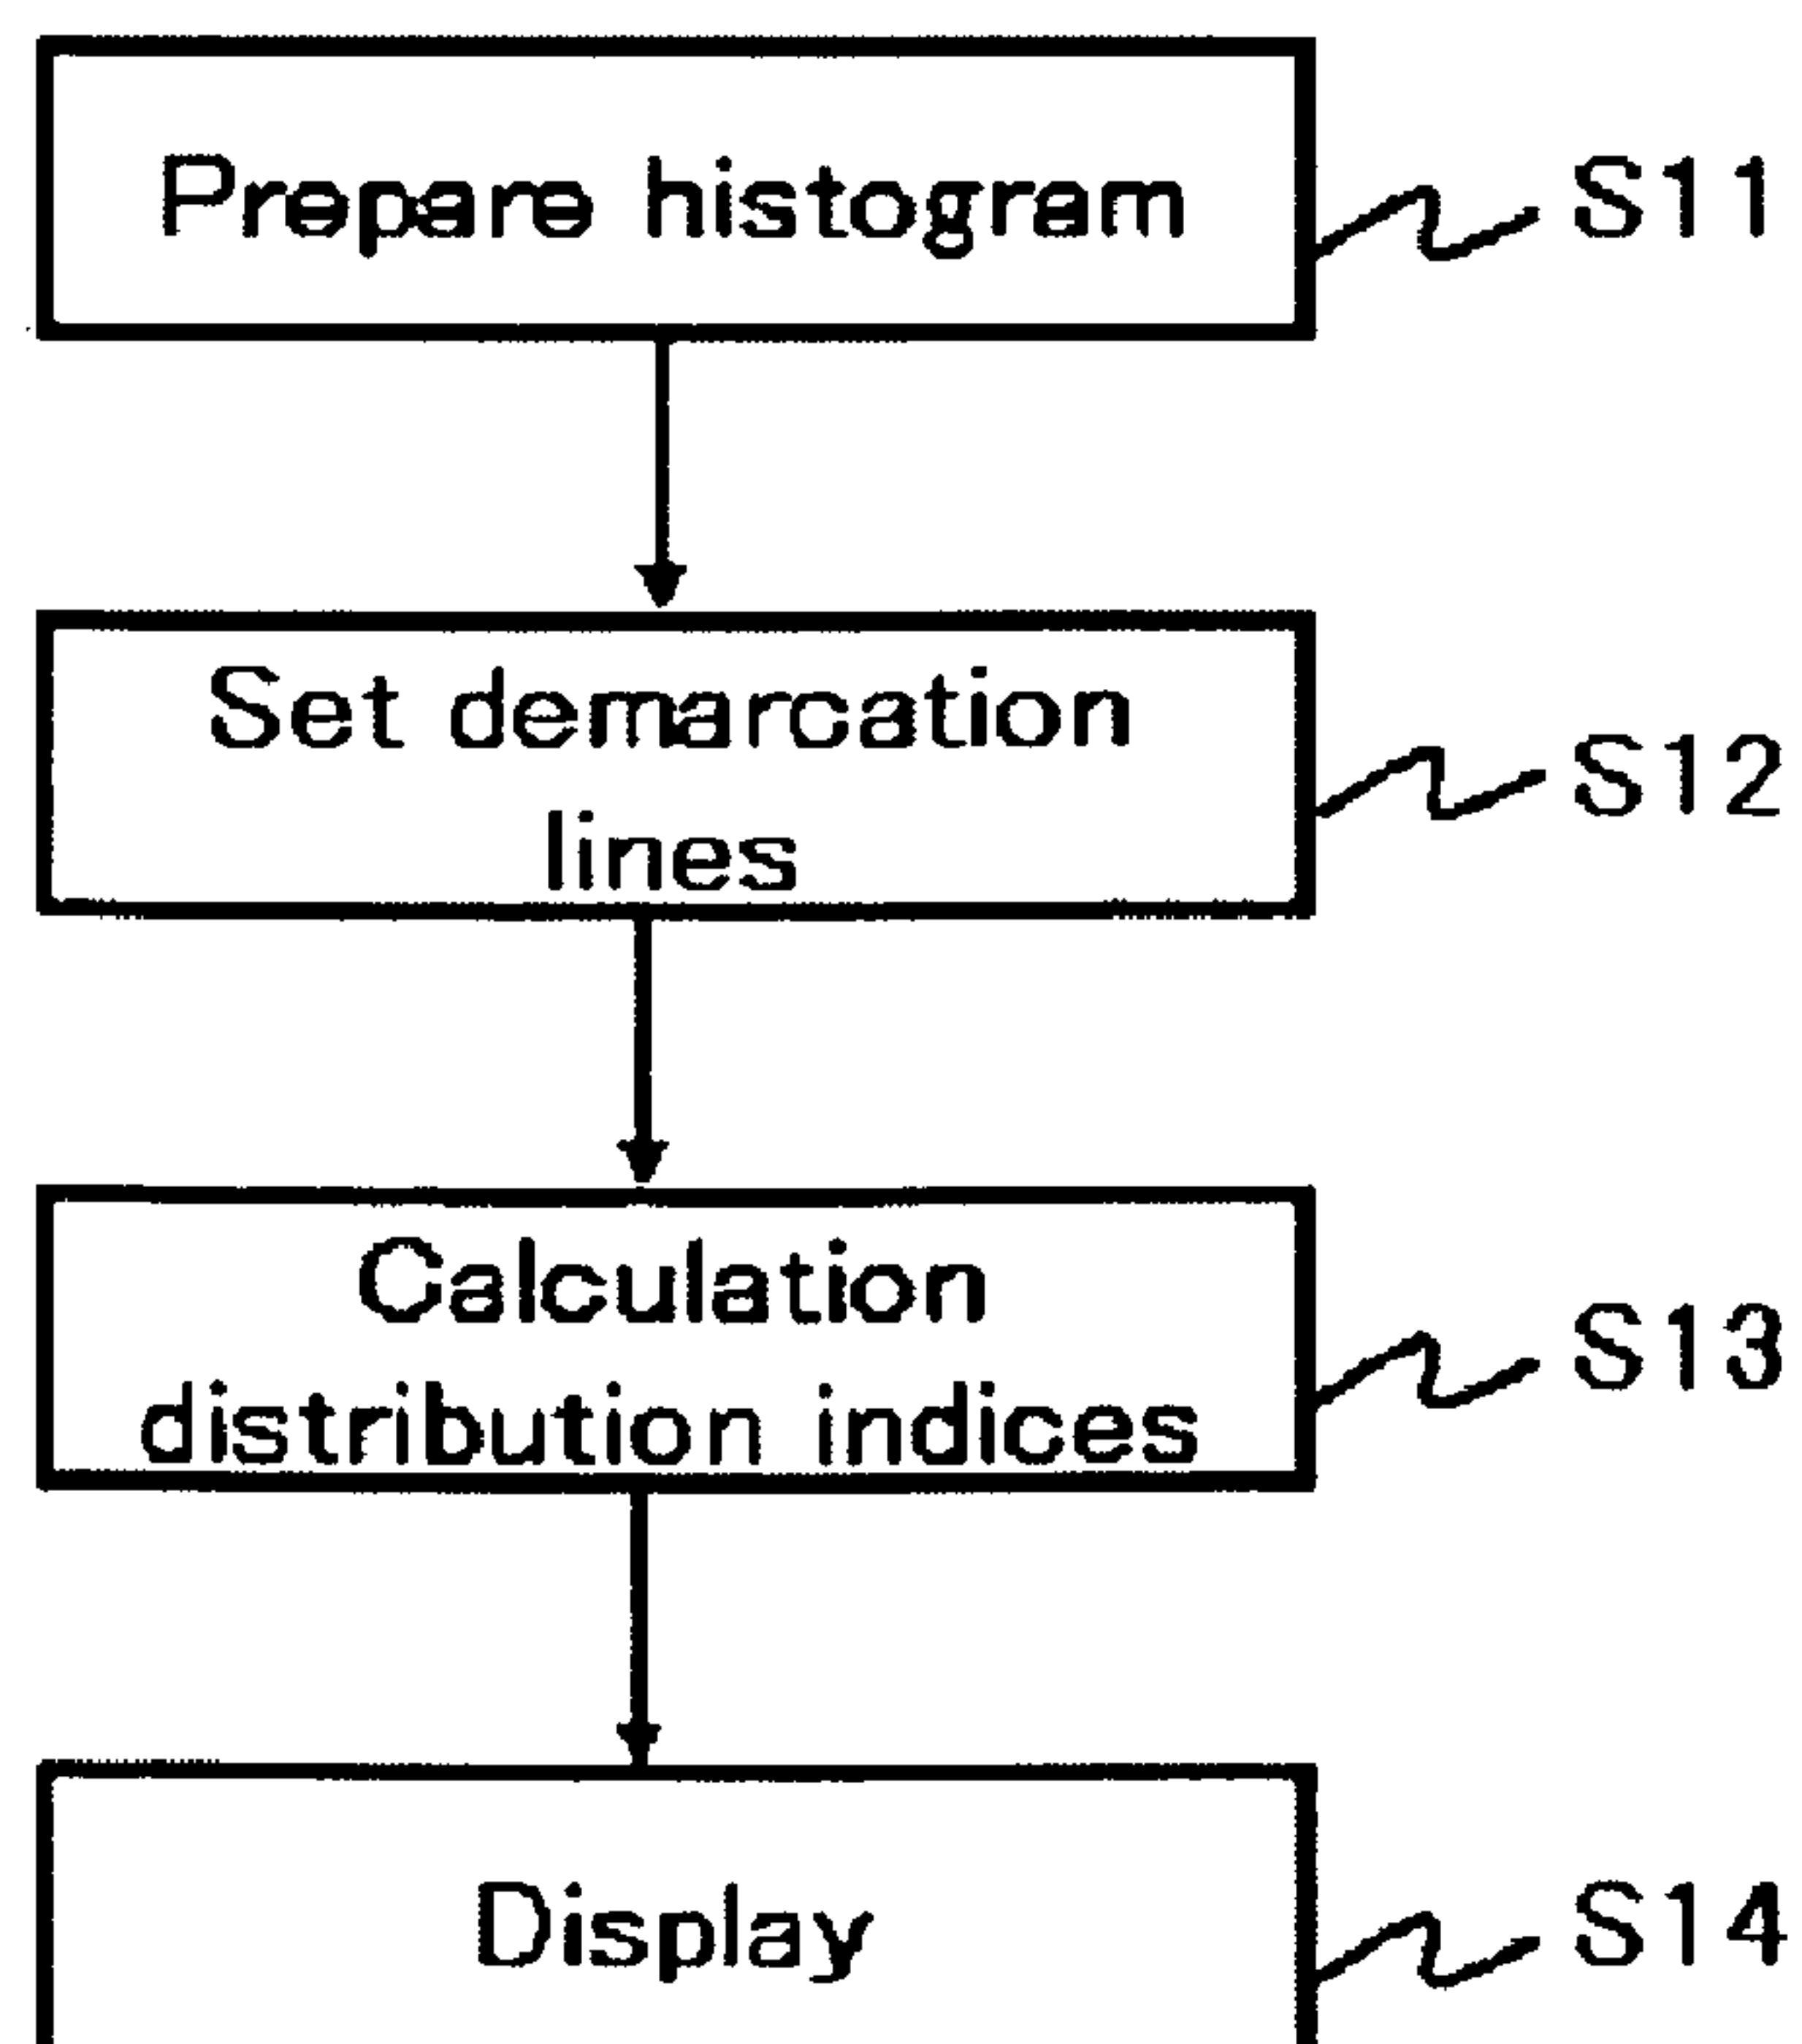 Prepare histogram
S11
Set demarcation
lines
S12
Calculation
distribution indices
S13
Display
S14